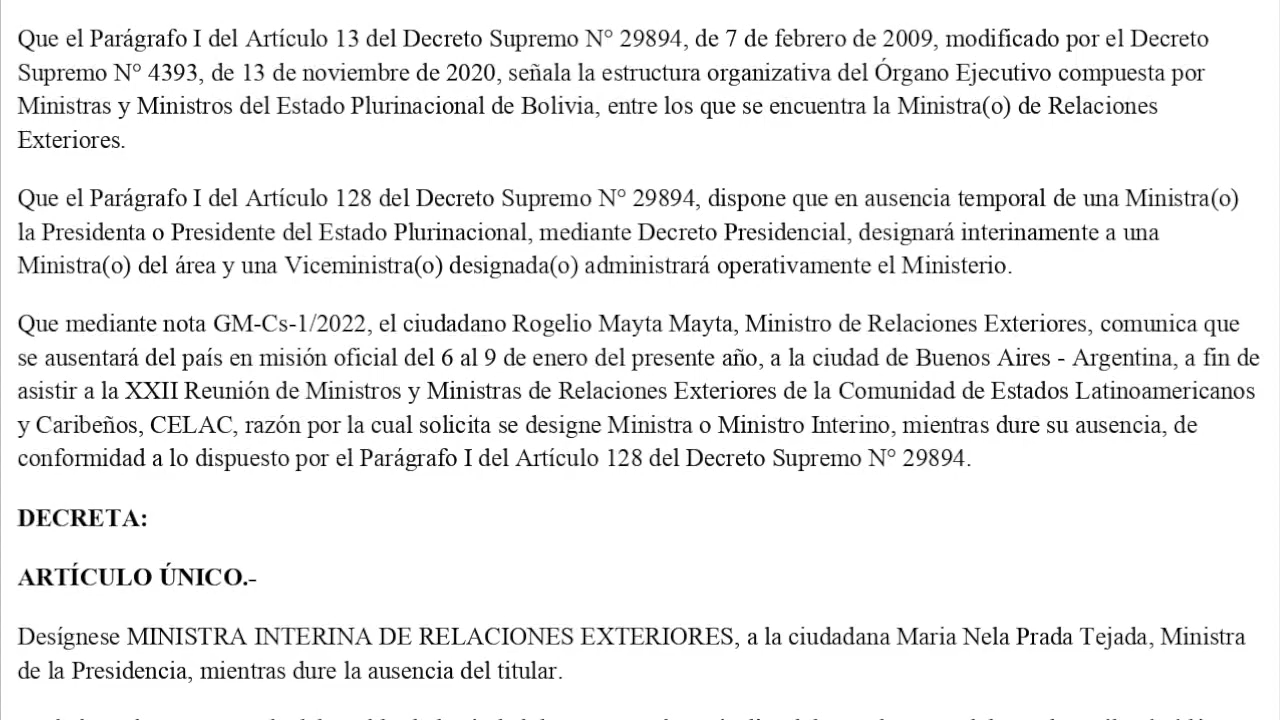 Que el Parágrafo I del Artículo 13 del Decreto Supremo N° 29894, de 7 de febrero de 2009, modificado por el Decreto
Supremo N° 4393, de 13 de noviembre de 2020, señala la estructura organizativa del Órgano Ejecutivo compuesta por
Ministras y Ministros del Estado Plurinacional de Bolivia, entre los que se encuentra la Ministra(o) de Relaciones
Exteriores.
Que el Parágrafo I del Artículo 128 del Decreto Supremo N° 29894, dispone que en ausencia temporal de una Ministra(o)
la Presidenta o Presidente del Estado Plurinacional, mediante Decreto Presidencial, designará interinamente a una
Ministra(o) del área y una Viceministra(o) designada(o) administrará operativamente el Ministerio.
Que mediante nota GM-Cs-1/2022, el ciudadano Rogelio Mayta Mayta, Ministro de Relaciones Exteriores, comunica que
se ausentará del país en misión oficial del 6 al 9 de enero del presente año, a la ciudad de Buenos Aires - Argentina, a fin de
asistir a la XXII Reunión de Ministros y Ministras de Relaciones Exteriores de la Comunidad de Estados Latinoamericanos
y Caribeños, CELAC, razón por la cual solicita se designe Ministra o Ministro Interino, mientras dure su ausencia, de
conformidad a lo dispuesto por el Parágrafo I del Artículo 128 del Decreto Supremo N° 29894.
DECRETA:
ARTÍCULO ÚNICO.-
Desígnese MINISTRA INTERINA DE RELACIONES EXTERIORES, a la ciudadana Maria Nela Prada Tejada, Ministra
de la Presidencia, mientras dure la ausencia del titular.